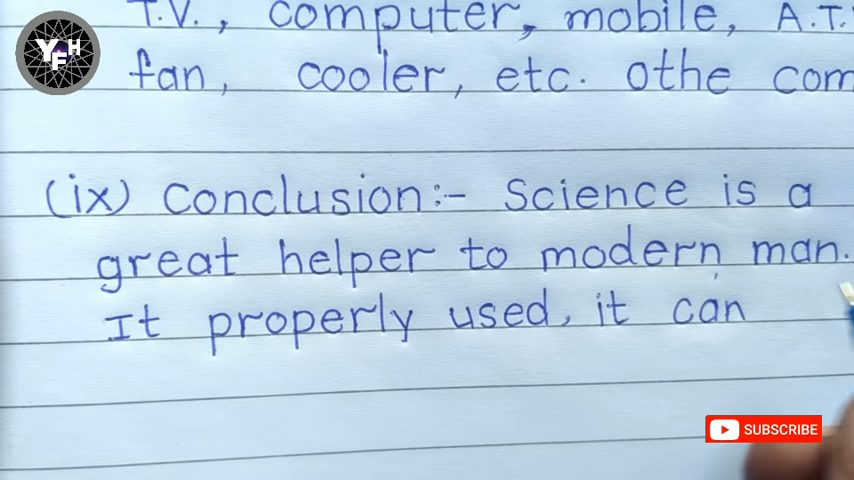 T.V., computer, mobile, A.T.
fan, cooler, etc. Othe com
(ix) Conclusion:- Science is a
great helper to modern man.
It properly used, it can
YFH
SUBSCRIBE